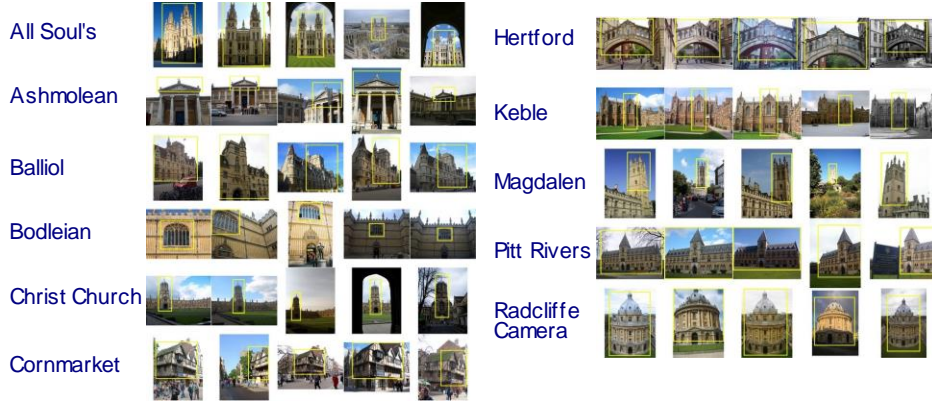 All Soul's
Ashmolean
Balliol
Bodleian
Christ Church
Cornmarket
Hertford
Keble
Magdalen
Pitt Rivers
Radcliffe
Camera